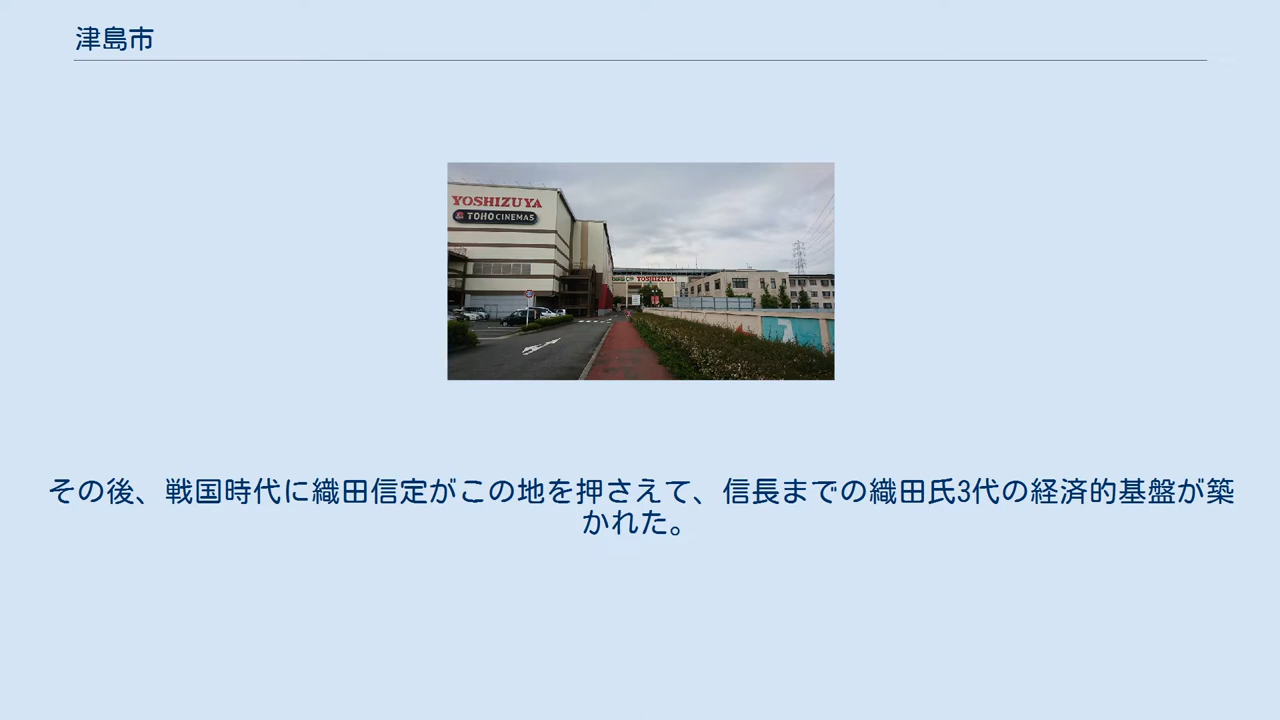 津島市
YOSHIZUYA
TOHO CINEMAS
YOSHIZUYA
その後、戦国時代に織田信定がこの地を押さえて、信長までの織田氏3代の経済的基盤が築
かれた。